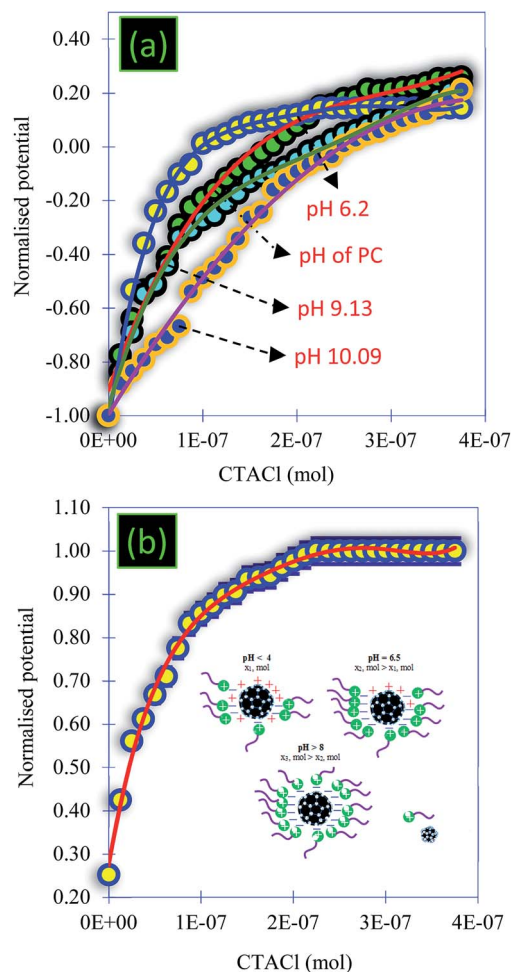 (a)
0.40
0.20
0.00
-0.20
-0.40
-0.60
-0.80
-1.00
Normalised potential
pH 6.2
pH of PC
pH 9.13
pH 10.09
0E+00 1E-07 2E-07 3E-07 4E-07
CTACl (mol)
(b)
1.10
1.00
0.90
0.80
0.70
0.60
0.50
0.40
0.30
0.20
Normalised potential
pH < 4
x₁, mol
pH = 6.5
x₂, mol > x₁, mol
pH > 8
x₃, mol > x₂, mol
0E+00 1E-07 2E-07 3E-07 4E-07
CTACl (mol)